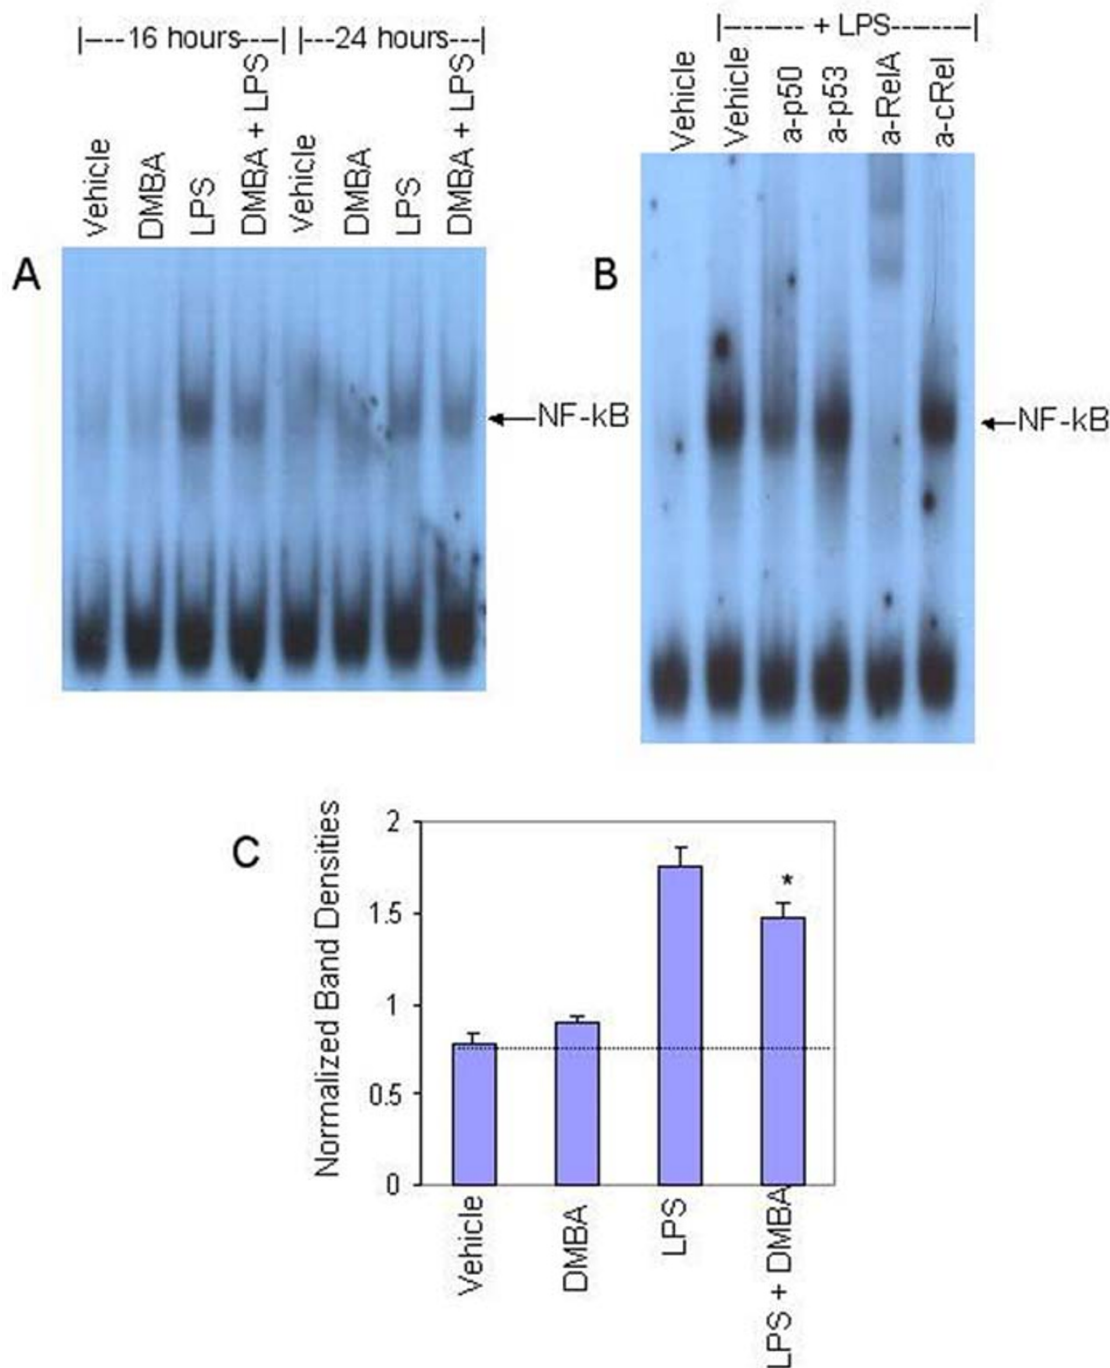 |----16 hours----| |---24 hours----|
Vehicle
DMBA
LPS
DMBA + LPS
Vehicle
DMBA
LPS
DMBA + LPS
A
NF-kB
|--------- + LPS---------|
Vehicle
Vehicle
a-p50
a-p53
a-RelA
a-cRel
B
NF-kB
C
Normalized Band Densities
2
1.5
1
0.5
0
*
Vehicle
DMBA
LPS
LPS + DMBA